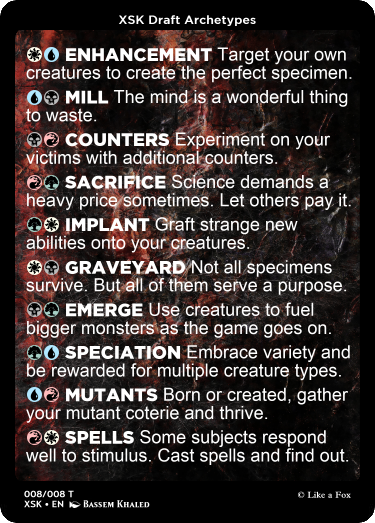 XSK Draft Archetypes
ENHANCEMENT Target your own
creatures to create the perfect specimen.
MILL The mind is a wonderful thing
to waste.
COUNTERS Experiment on your
victims with additional counters.
SACRIFICE Science demands a
heavy price sometimes. Let others pay it.
IMPLANT Graft strange new
abilities onto your creatures.
GRAVEYARD Not all specimens
survive. But all of them serve a purpose.
EMERGE Use creatures to fuel
bigger monsters as the game goes on.
SPECIATION Embrace variety and
be rewarded for multiple creature types.
MUTANTS Born or created, gather
your mutant coterie and thrive.
SPELLS Some subjects respond
well to stimulus. Cast spells and find out.
008/008 T
XSK • EN Bassem Khaled
© Like a Fox